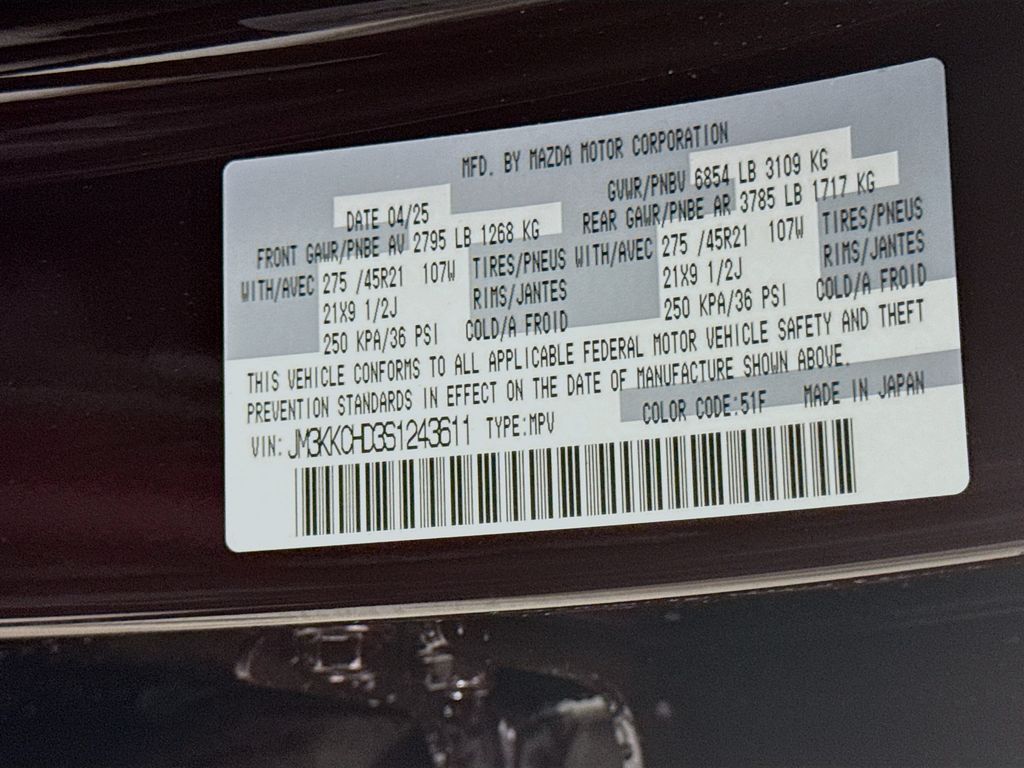 MFD. BY MAZDA MOTOR CORPORATION
DATE 04/25 GVWR/PNBV 6854 LB 3109 KG
FRONT GAWR/PNBE AV 2795 LB 1268 KG REAR GAWR/PNBE AR 3785 LB 1717 KG
WITH/AVEC 275 /45R21 107W TIRES/PNEUS WITH/AVEC 275 /45R21 107W TIRES/PNEUS
21X9 1/2J RIMS/JANTES 21X9 1/2J RIMS/JANTES
250 KPA/36 PSI COLD/A FROID 250 KPA/36 PSI COLD/A FROID
THIS VEHICLE CONFORMS TO ALL APPLICABLE FEDERAL MOTOR VEHICLE SAFETY AND THEFT
PREVENTION STANDARDS IN EFFECT ON THE DATE OF MANUFACTURE SHOWN ABOVE.
VIN: JM3KKCHD3S1243611 TYPE:MPV COLOR CODE:51F MADE IN JAPAN